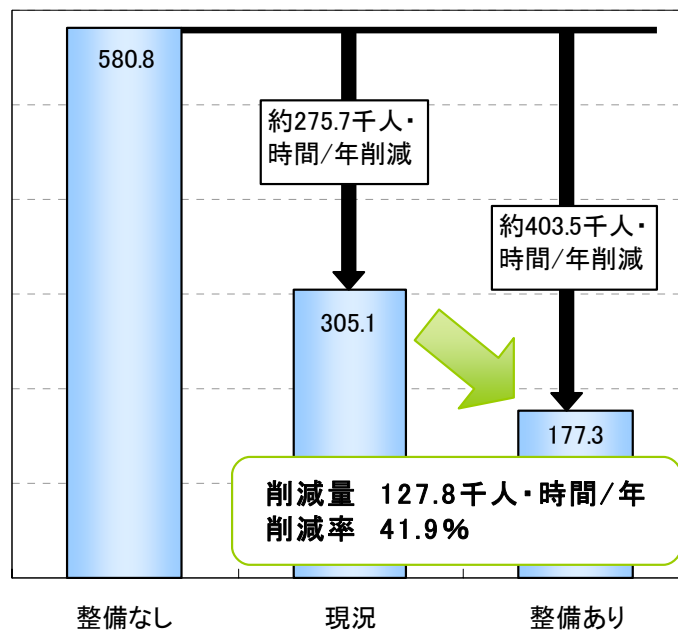 580.8
約275.7千人・
時間/年削減
約403.5千人・
時間/年削減
305.1
177.3
削減量 127.8千人・時間/年
削減率 41.9%
整備なし
現況
整備あり